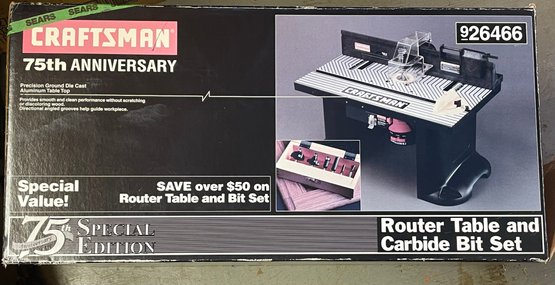 SEARS SEARS SEARS
CRAFTSMAN
75th ANNIVERSARY
Precision Ground Die Cast
Aluminum Table Top
Provides smooth and clean performance without scratching
or discoloring wood.
Directional angled grooves help guide workpiece.
926466
CRAFTSMAN
Special
Value!
SAVE over $50 on
Router Table and Bit Set
75th SPECIAL
EDITION
Router Table and
Carbide Bit Set